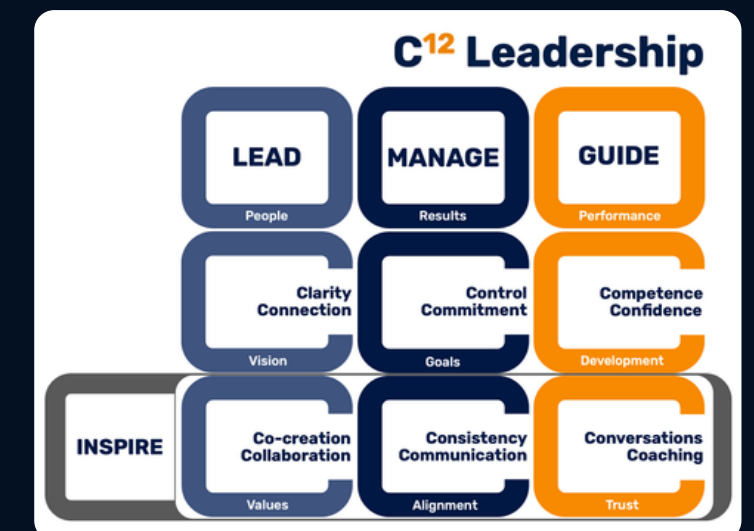 C12 Leadership
LEAD
People
MANAGE
Results
GUIDE
Performance
Clarity
Connection
Vision
Control
Commitment
Goals
Competence
Confidence
Development
INSPIRE
Co-creation
Collaboration
Values
Consistency
Communication
Alignment
Conversations
Coaching
Trust